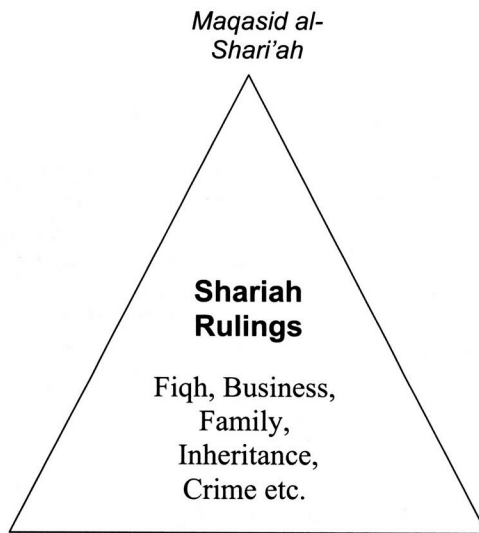 Maqasid al-
Shari'ah
Shariah
Rulings
Fiqh, Business,
Family,
Inheritance,
Crime etc.